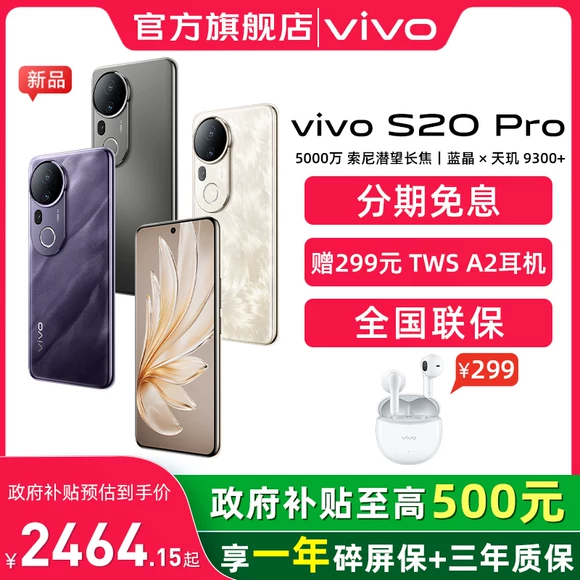 官方旗舰店 vivo
新品
vivo S20 Pro
5000万 索尼潜望长焦 | 蓝晶 × 天玑 9300+
分期免息
赠299元 TWS A2耳机
全国联保
¥299
vivo
vivo
政府补贴预估到手价
¥2464.15起
政府补贴至高500元
享一年碎屏保+三年质保